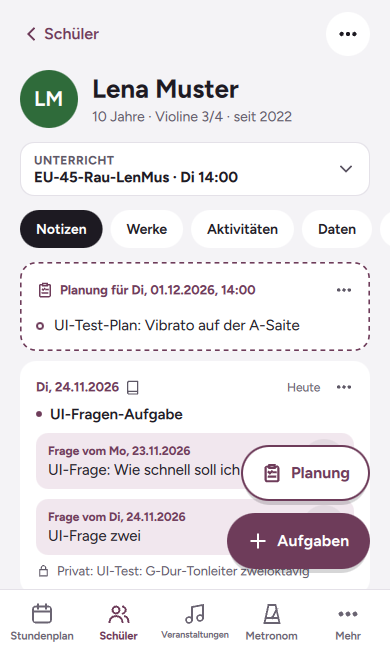 Schüler
LM
Lena Muster
10 Jahre · Violine 3/4 · seit 2022
UNTERRICHT
EU-45-Rau-LenMus · Di 14:00
Notizen Werke Aktivitäten Daten
Planung für Di, 01.12.2026, 14:00
UI-Test-Plan: Vibrato auf der A-Saite
Di, 24.11.2026 Heute
UI-Fragen-Aufgabe
Frage vom Mo, 23.11.2026
UI-Frage: Wie schnell soll ich
Planung
Frage vom Di, 24.11.2026
UI-Frage zwei
Aufgaben
Privat: UI-Test: G-Dur-Tonleiter zweioktavig
Stundenplan Schüler Veranstaltungen Metronom Mehr